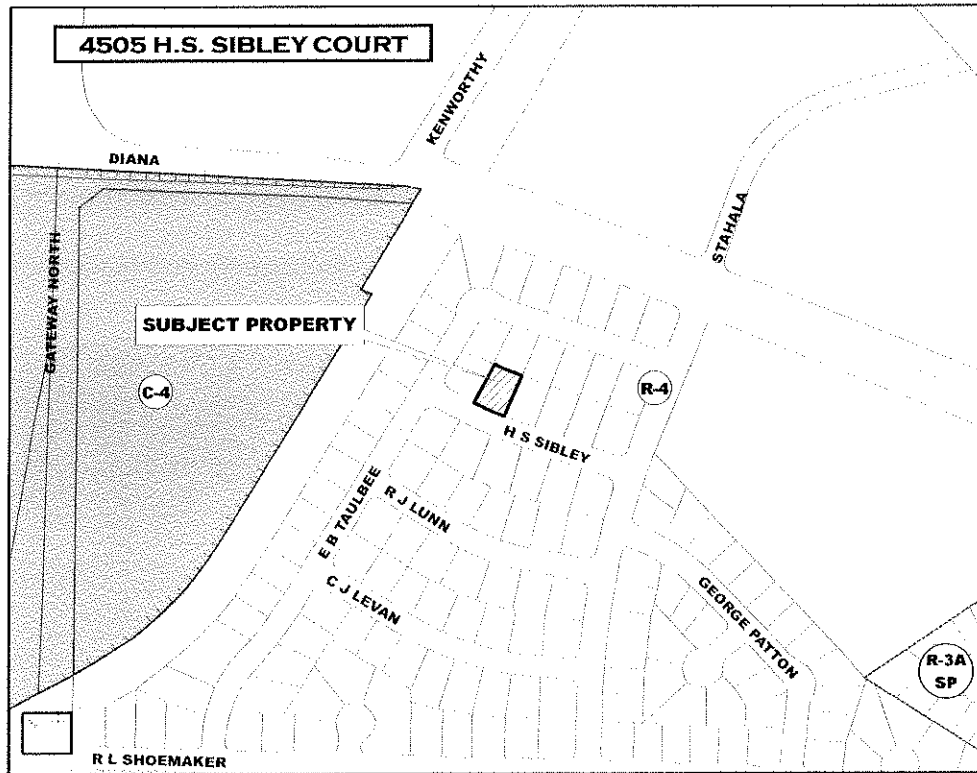 4505 H.S. SIBLEY COURT
KENWORTHY
DIANA
STAHALA
GATEWAY NORTH
SUBJECT PROPERTY
C-4
R-4
H S SIBLEY
E B TAULBEE
R J LUNN
C J LEVAN
GEORGE PATTON
R-3A
SP
R L SHOEMAKER